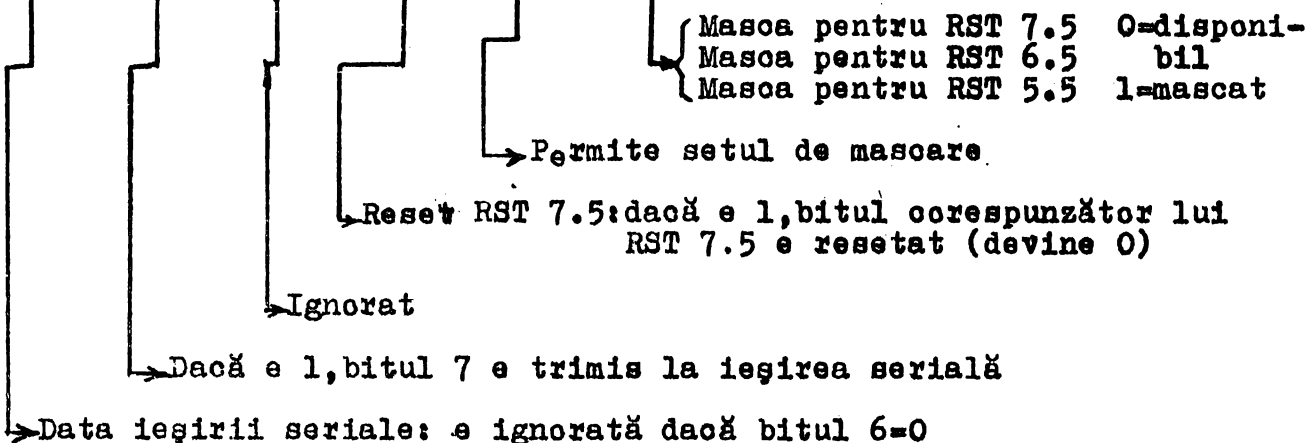 Masca pentru RST 7.5 0=disponi-
Masca pentru RST 6.5 bil
Masca pentru RST 5.5 1=mascat
Permite setul de mascare
Reset RST 7.5:dacă e 1,bitul corespunzător lui
RST 7.5 e resetat (devine 0)
Ignorat
Dacă e 1,bitul 7 e trimis la ieşirea serială
Data ieşirii seriale: e ignorată dacă bitul 6=0